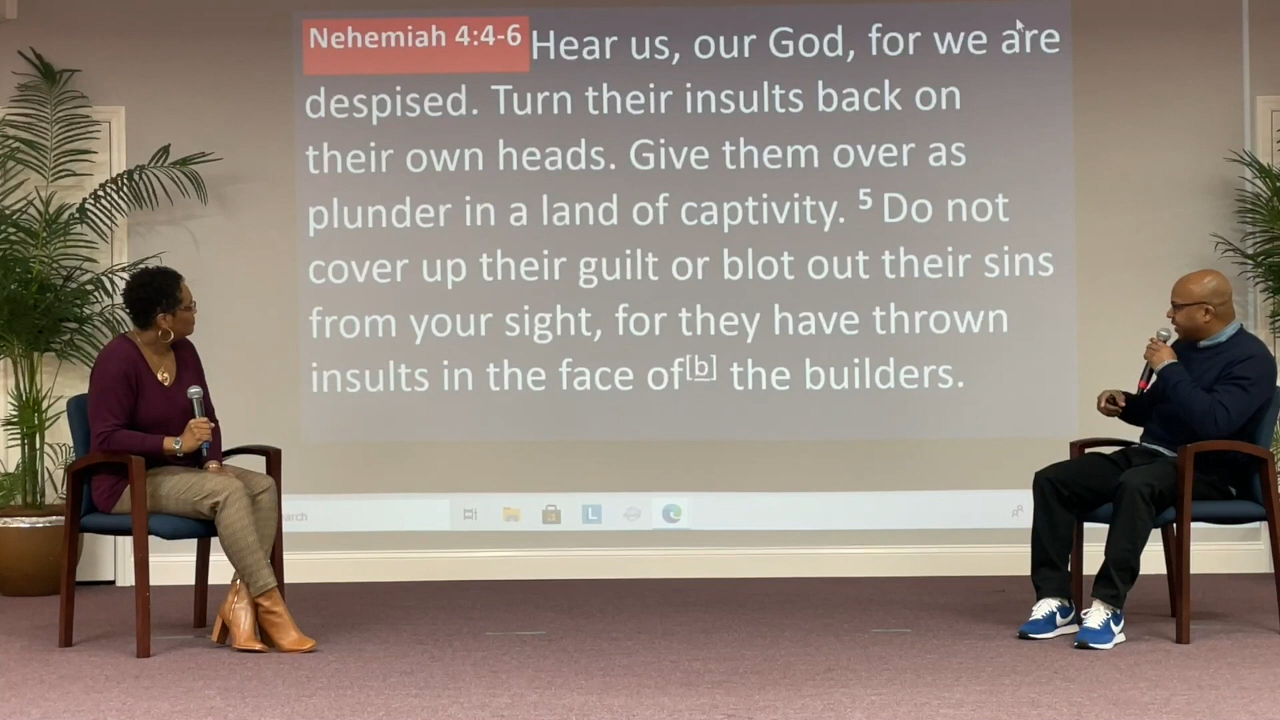 Nehemiah 4:4-6 Hear us, our God, for we are
despised. Turn their insults back on
their own heads. Give them over as
plunder in a land of captivity. 5 Do not
cover up their guilt or blot out their sins
from your sight, for they have thrown
insults in the face of[b] the builders.
arch L